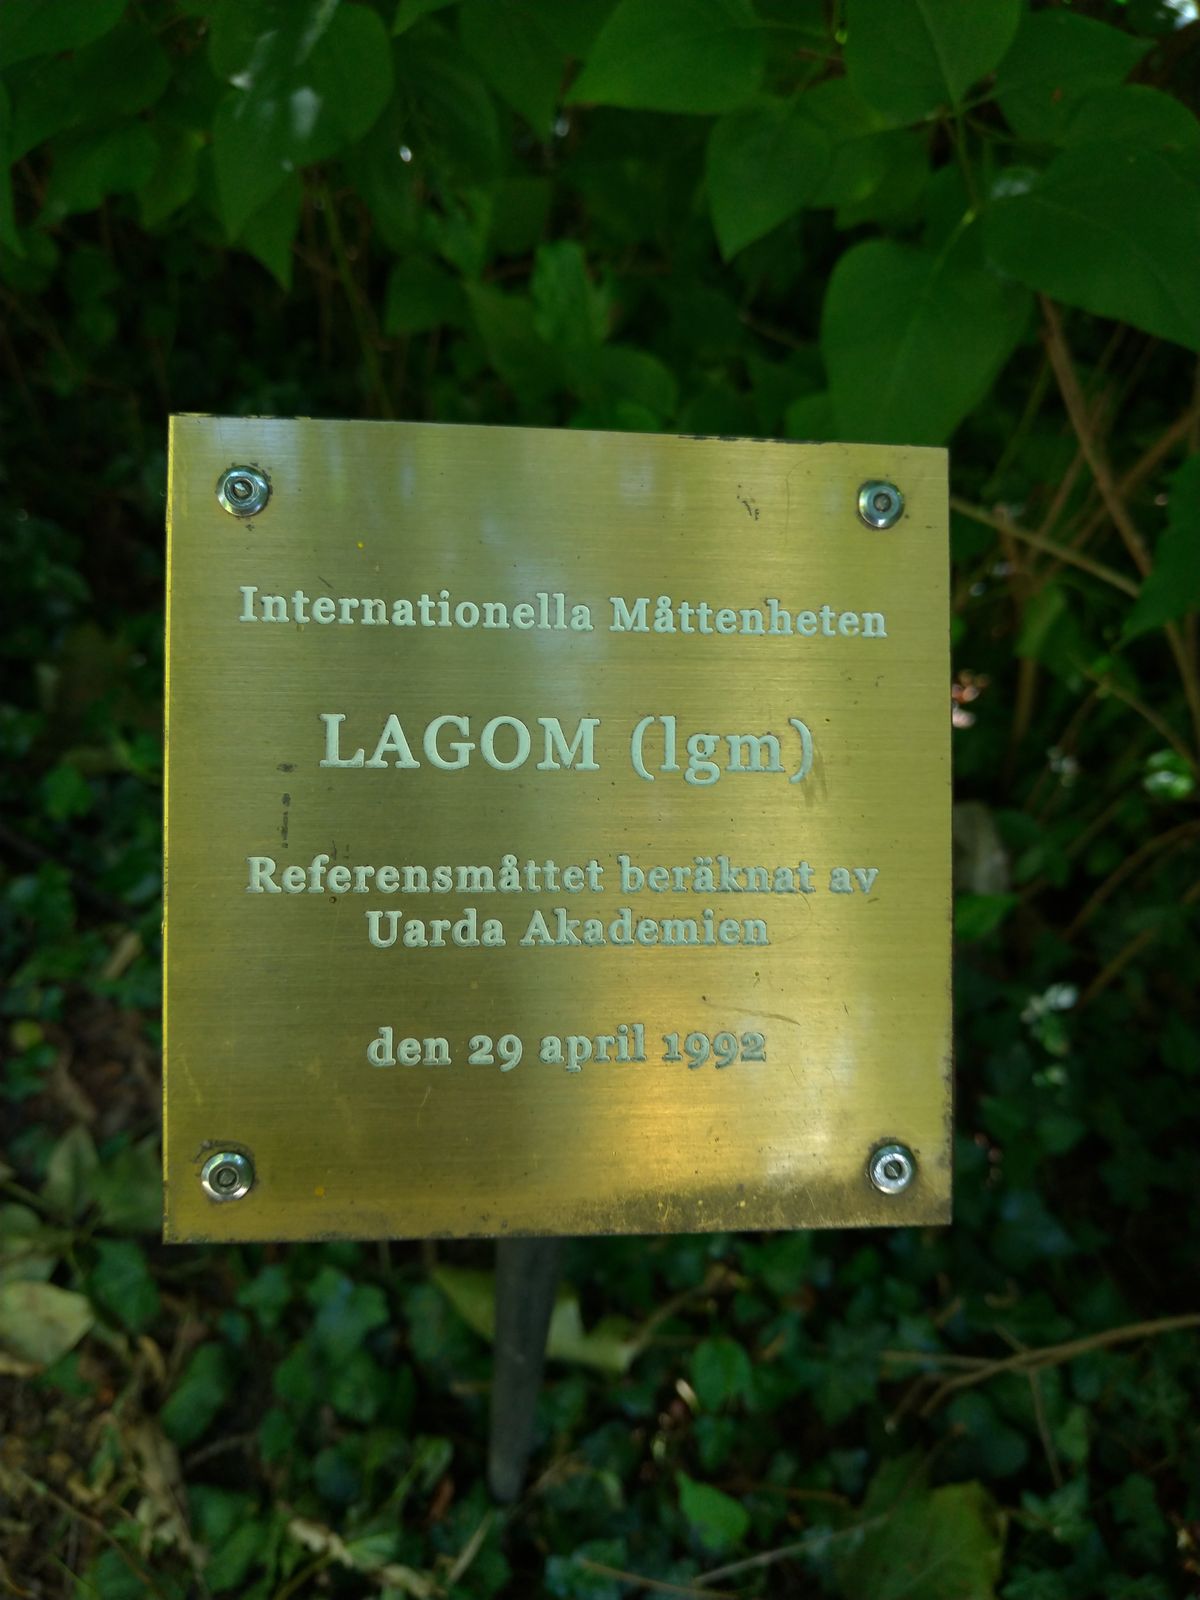 Internationella Måttenheten
LAGOM (lgm)
Referensmåttet beräknat av
Uarda Akademien
den 29 april 1992